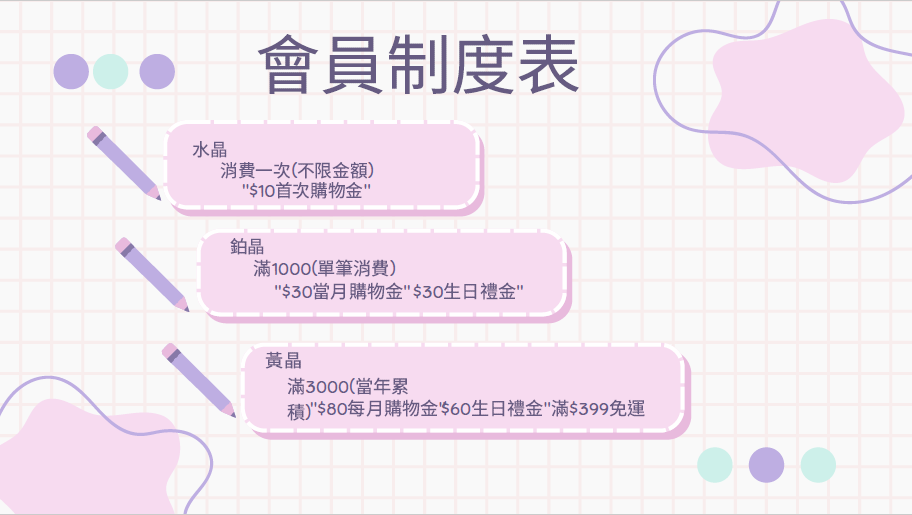 會員制度表
水晶
消費一次(不限金額)
"$10首次購物金"
鉑晶
滿1000(單筆消費)
"$30當月購物金" $30生日禮金"
黃晶
滿3000(當年累
積)"$80每月購物金'$60生日禮金"滿$399免運